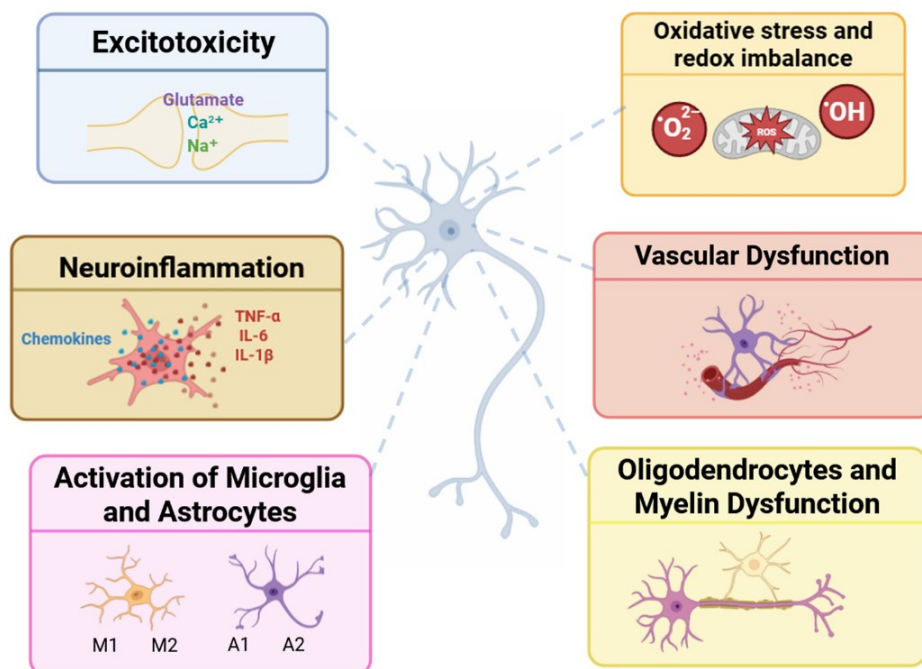 Excitotoxicity
Glutamate
Ca²⁺
Na⁺
Oxidative stress and
redox imbalance
•O₂²⁻
ROS
•OH
Neuroinflammation
Chemokines
TNF-α
IL-6
IL-1β
Vascular Dysfunction
Activation of Microglia
and Astrocytes
M1 M2 A1 A2
Oligodendrocytes and
Myelin Dysfunction